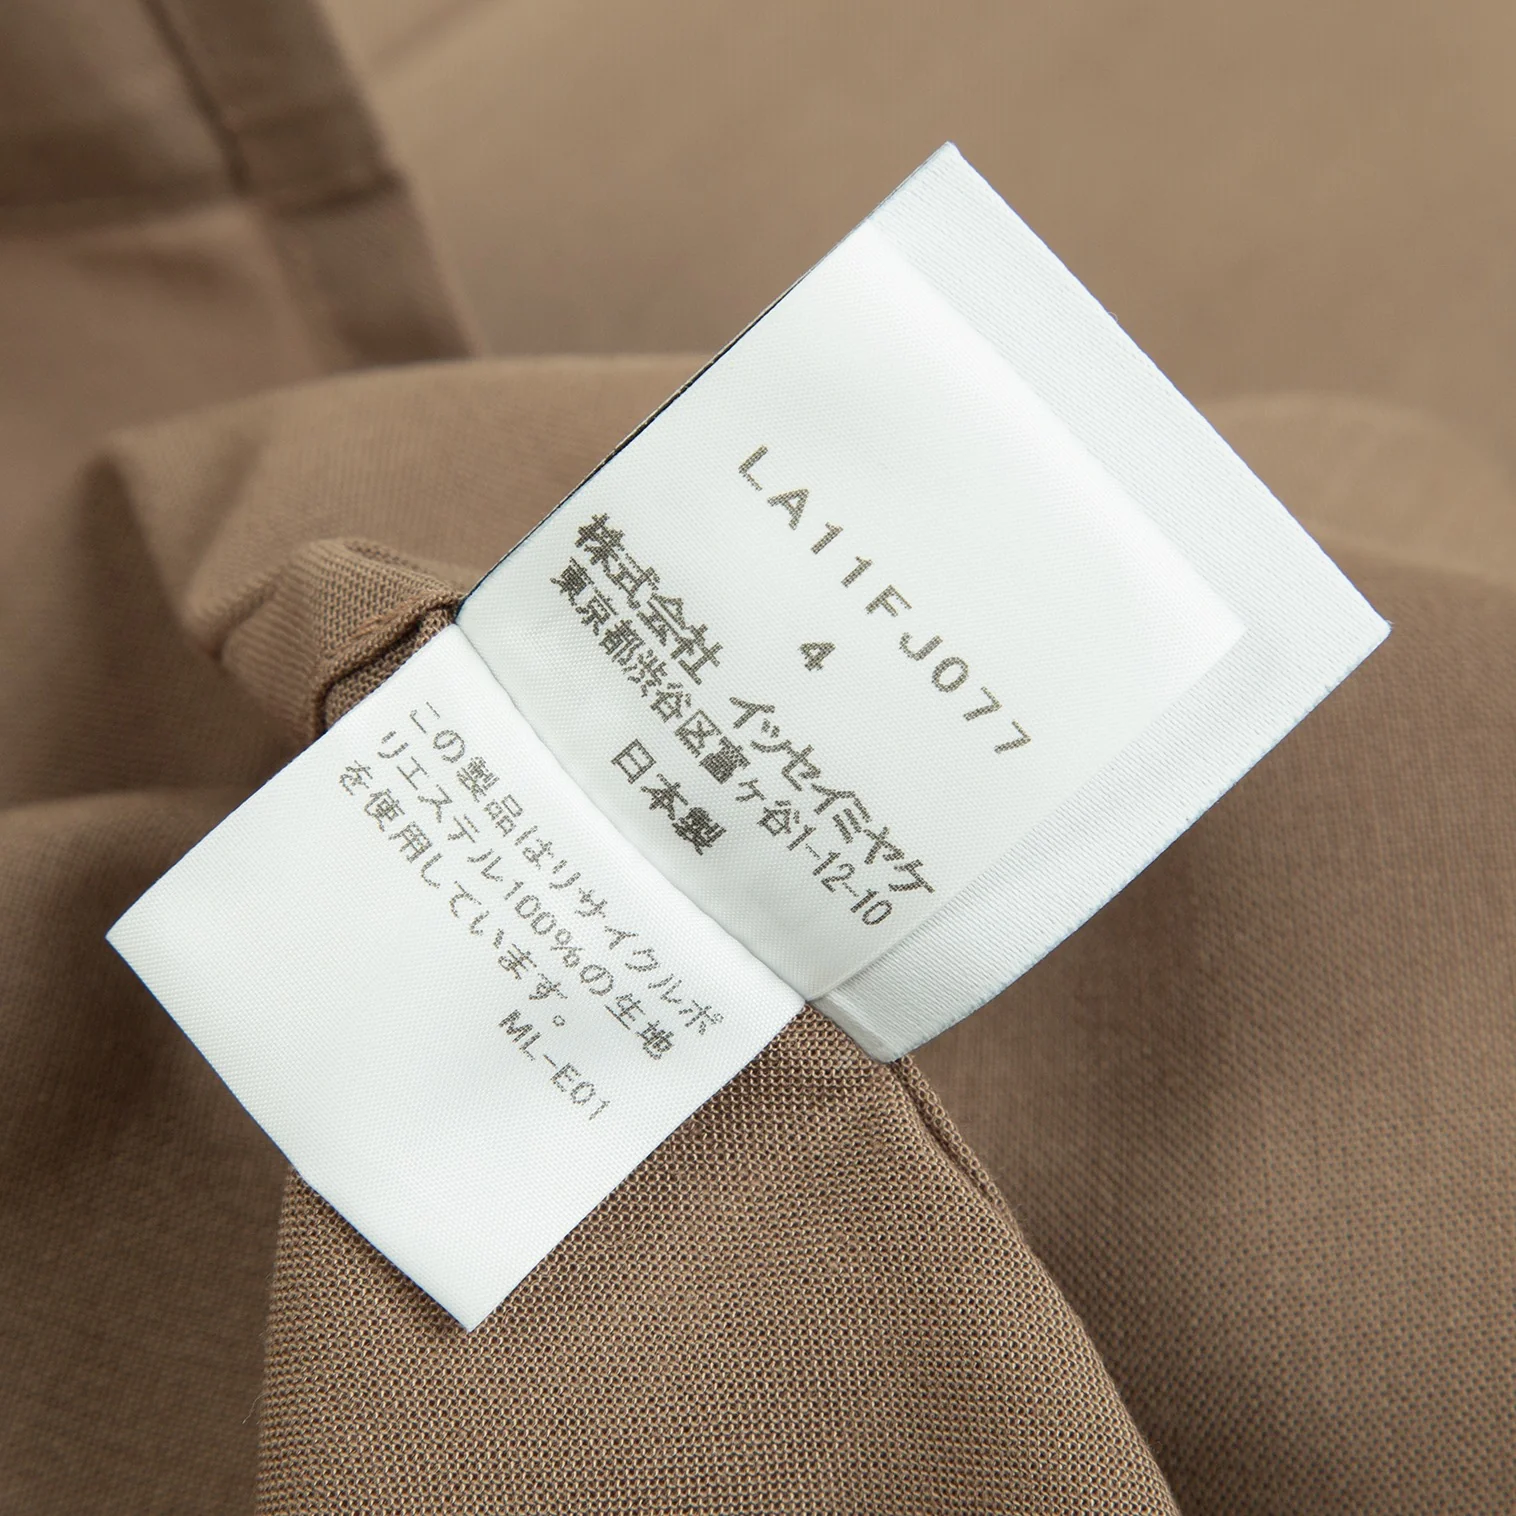 LA11FJ077
4
株式会社 イッセイミヤケ
東京都渋谷区富ヶ谷1-12-10
日本製
この製品はリサイクルポ
リエステル100%の生地
を使用しています。
ML-E01